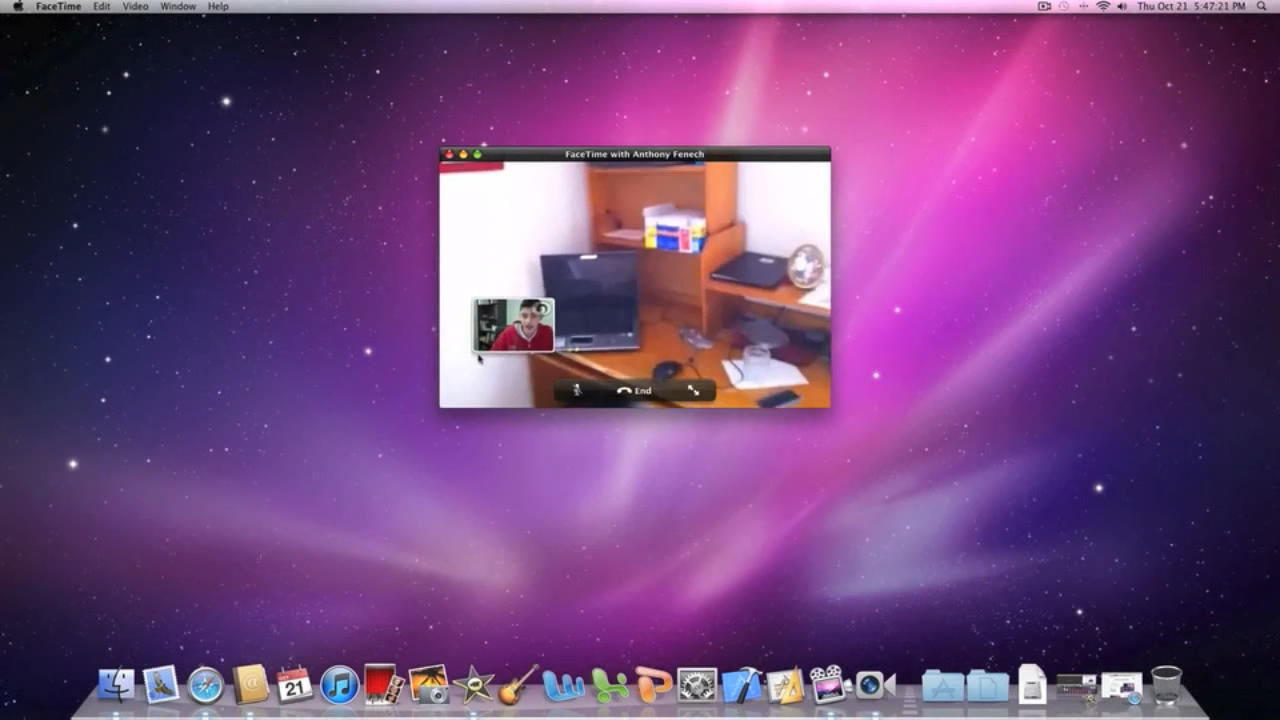 FaceTime Edit Video Window Help Thu Oct 21 5:47:21 PM
FaceTime with Anthony Fenech
End
21